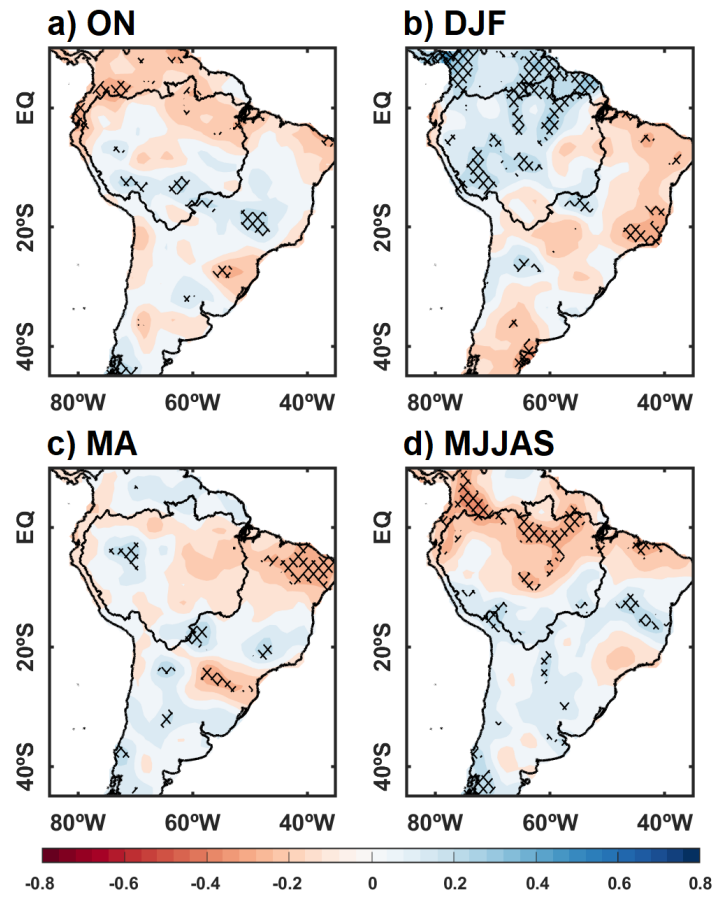 a) ON
b) DJF
EQ
20ºS
40ºS
80ºW
60ºW
40ºW
EQ
20ºS
40ºS
80ºW
60ºW
40ºW
c) MA
d) MJJAS
EQ
20ºS
40ºS
80ºW
60ºW
40ºW
EQ
20ºS
40ºS
80ºW
60ºW
40ºW
-0.8
-0.6
-0.4
-0.2
0
0.2
0.4
0.6
0.8